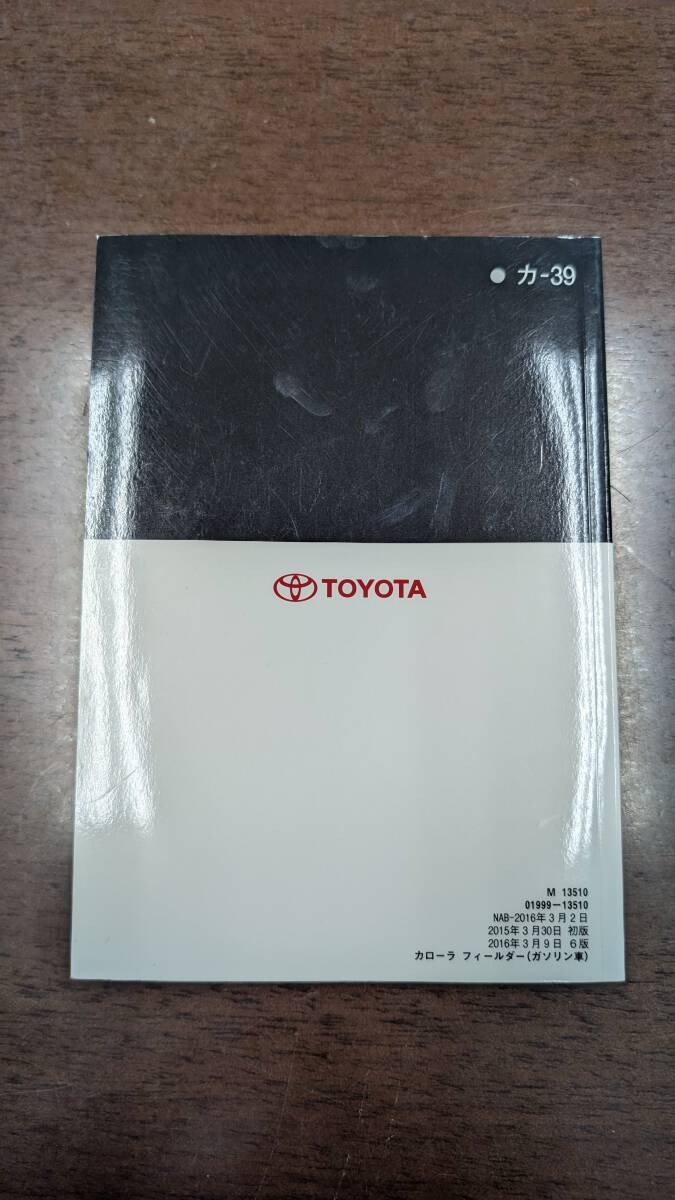 ● カ-39
TOYOTA
M 13510
01999-13510
NAB-2016年3月2日
2015年3月30日 初版
2016年3月9日 6版
カローラ フィールダー(ガソリン車)